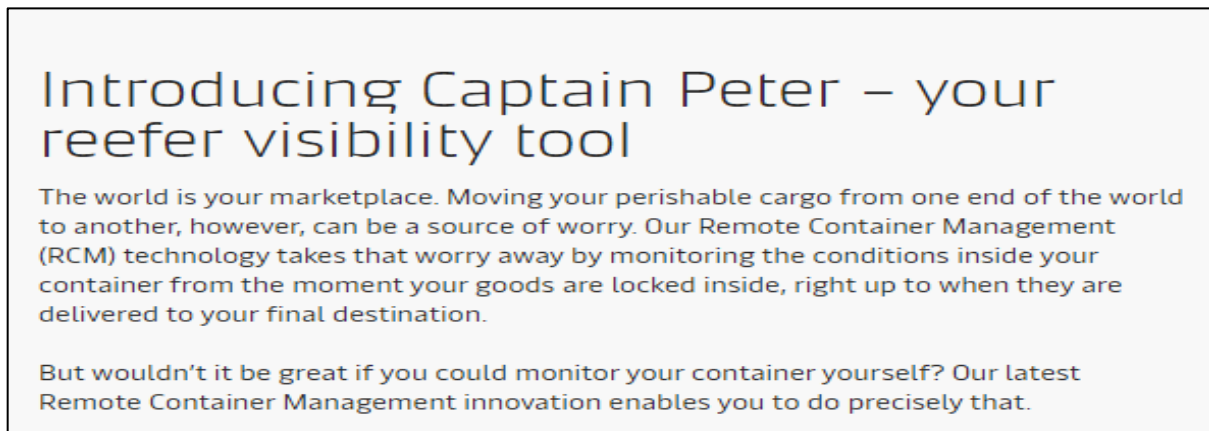 Introducing Captain Peter – your
reefer visibility tool
The world is your marketplace. Moving your perishable cargo from one end of the world
to another, however, can be a source of worry. Our Remote Container Management
(RCM) technology takes that worry away by monitoring the conditions inside your
container from the moment your goods are locked inside, right up to when they are
delivered to your final destination.
But wouldn’t it be great if you could monitor your container yourself? Our latest
Remote Container Management innovation enables you to do precisely that.